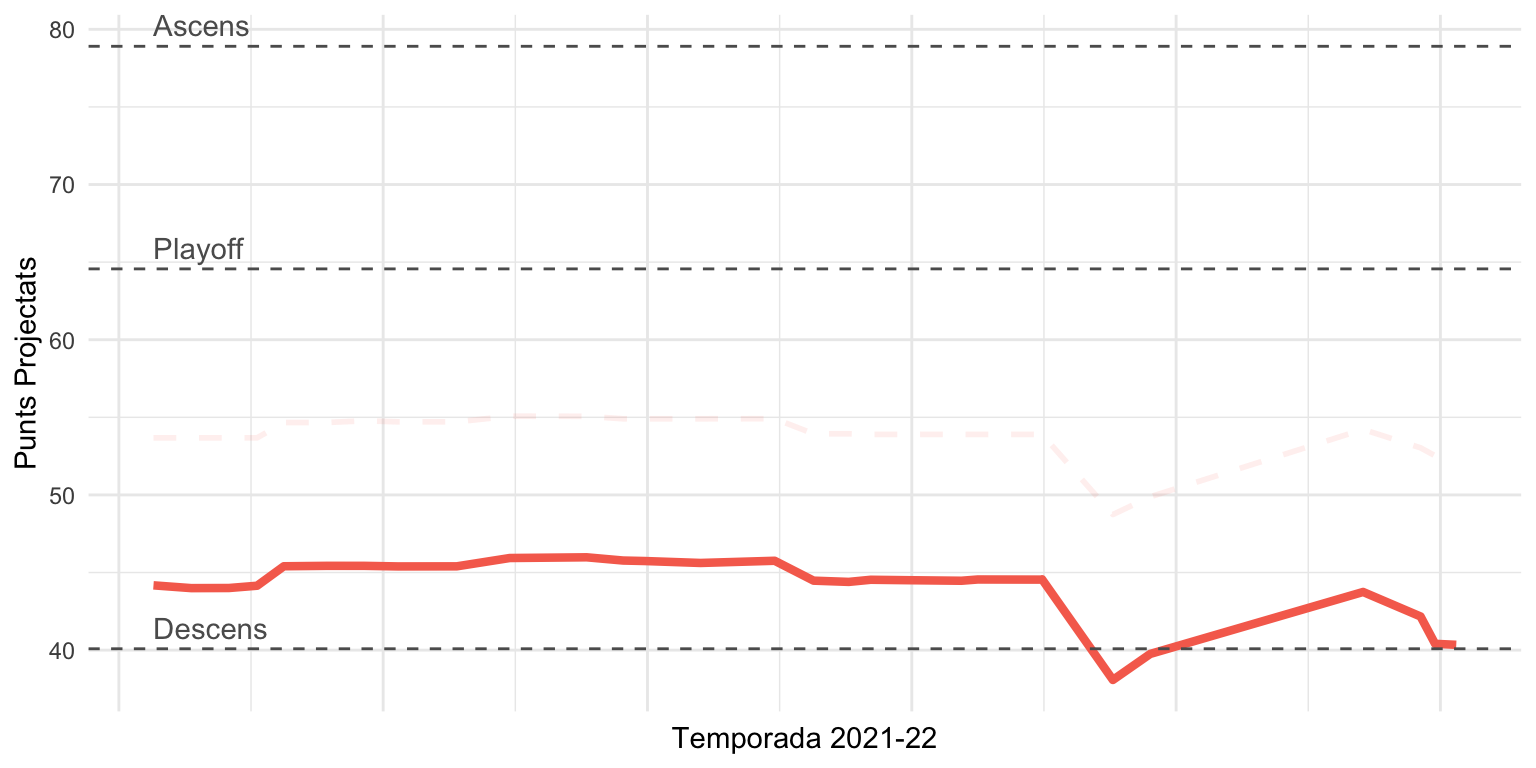 80
Ascens
70
Playoff
60
50
Descens
40
Punts Projectats
Temporada 2021-22